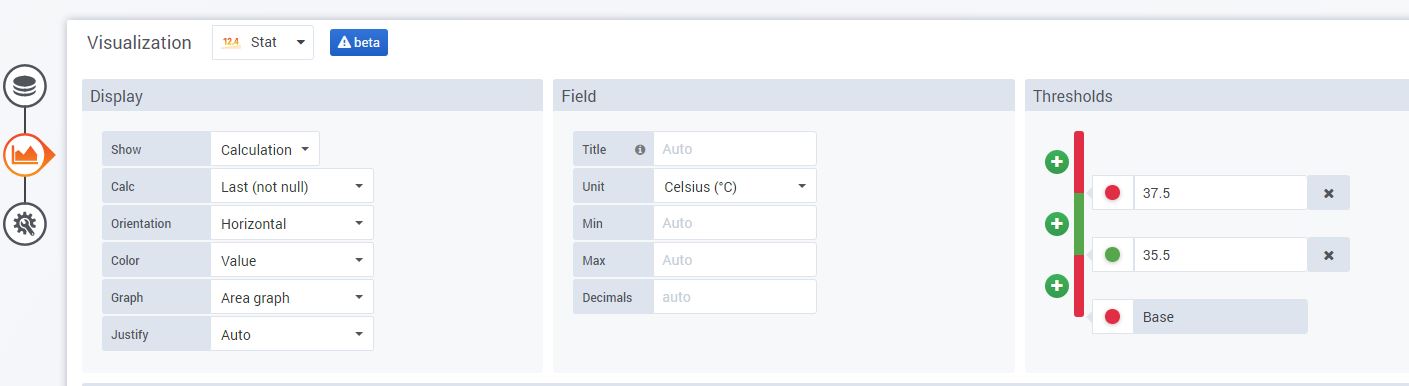 Visualization 12.4 Stat beta
Display
Show Calculation
Calc Last (not null)
Orientation Horizontal
Color Value
Graph Area graph
Justify Auto
Field
Title Auto
Unit Celsius (°C)
Min Auto
Max Auto
Decimals auto
Thresholds
37.5
35.5
Base